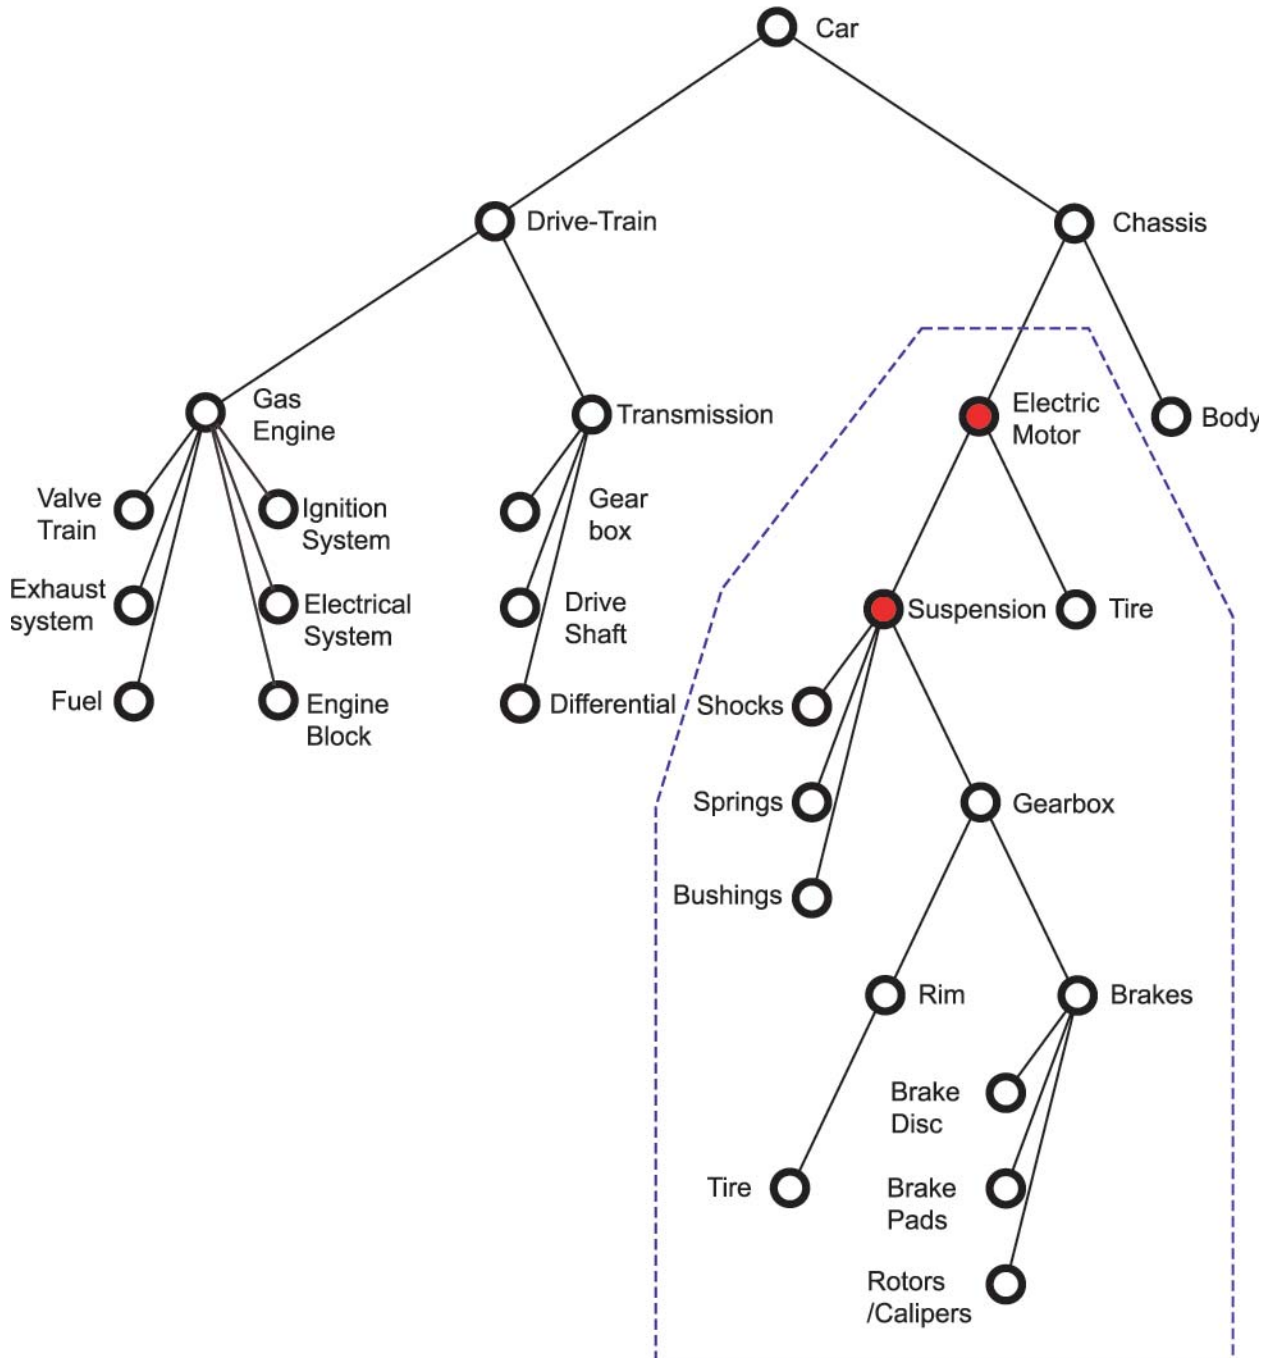 Car
Drive-Train
Chassis
Gas
Engine
Transmission
Electric
Motor
Body
Valve
Train
Ignition
System
Gear
box
Exhaust
system
Electrical
System
Drive
Shaft
Suspension
Tire
Fuel
Engine
Block
Differential
Shocks
Springs
Gearbox
Bushings
Rim
Brakes
Brake
Disc
Tire
Brake
Pads
Rotors
/Calipers